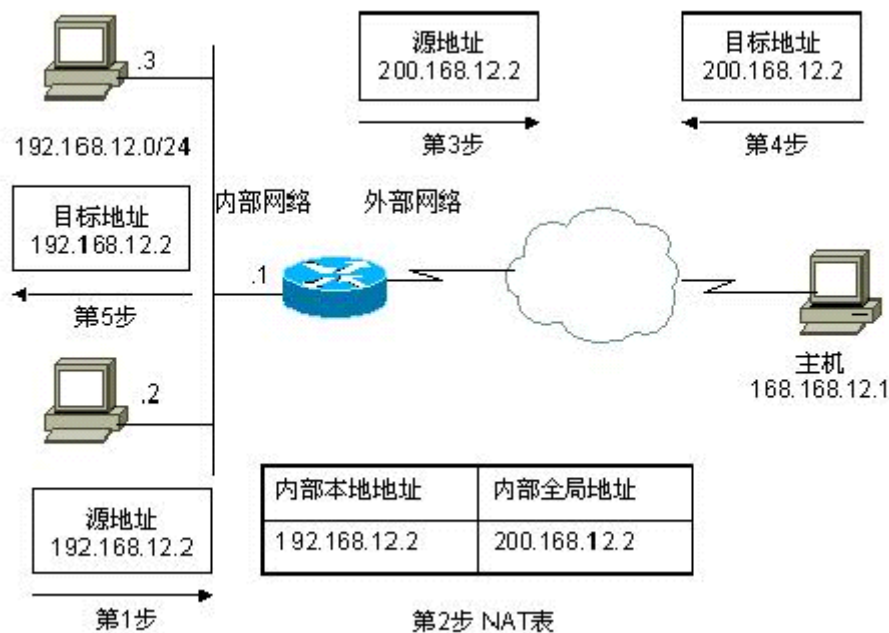 .3
192.168.12.0/24
源地址
200.168.12.2
第3步
目标地址
200.168.12.2
第4步
目标地址
192.168.12.2
第5步
内部网络
外部网络
.1
主机
168.168.12.1
.2
源地址
192.168.12.2
第1步
内部本地地址 内部全局地址
192.168.12.2 200.168.12.2
第2步 NAT表